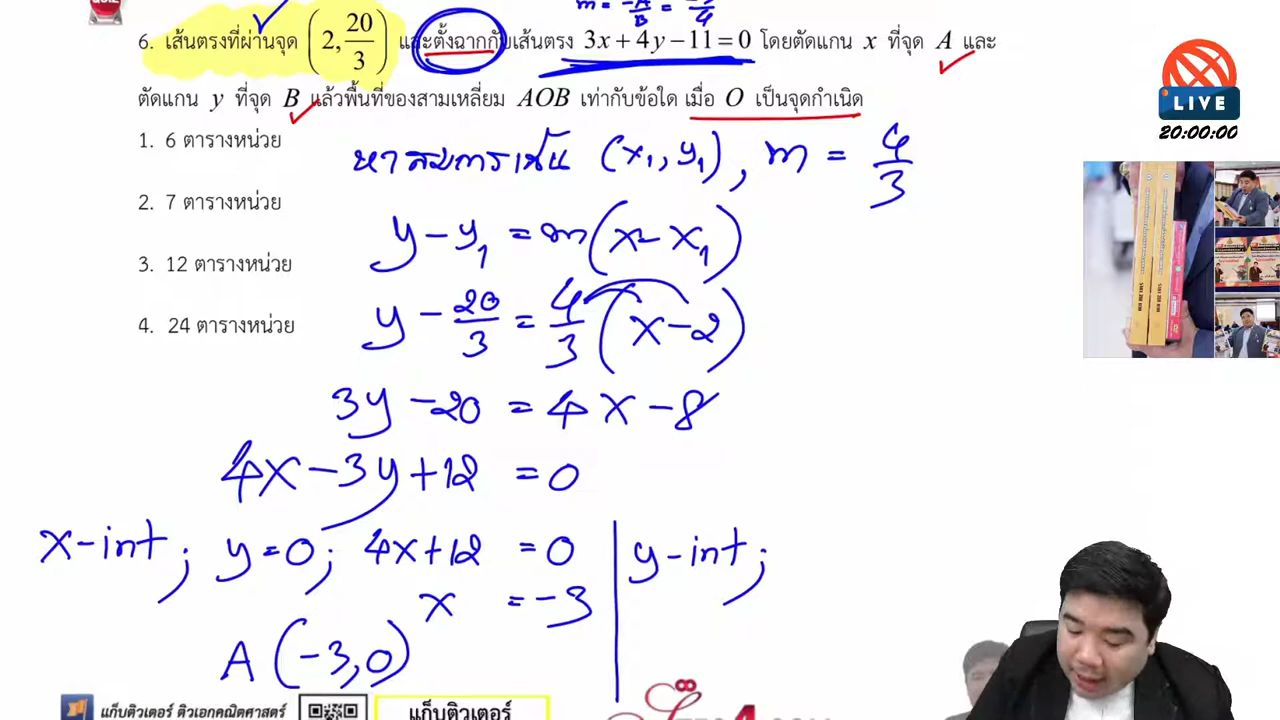 m = -A/B = -3/4
6. เส้นตรงที่ผ่านจุด (2, 20/3) และตั้งฉากกับเส้นตรง 3x + 4y − 11 = 0 โดยตัดแกน x ที่จุด A และ
ตัดแกน y ที่จุด B แล้วพื้นที่ของสามเหลี่ยม AOB เท่ากับข้อใด เมื่อ O เป็นจุดกำเนิด
1. 6 ตารางหน่วย
2. 7 ตารางหน่วย
3. 12 ตารางหน่วย
4. 24 ตารางหน่วย
หาสมการเส้น (x₁, y₁), m = 4/3
y − y₁ = m(x − x₁)
y − 20/3 = 4/3 (x − 2)
3y − 20 = 4x − 8
4x − 3y + 12 = 0
x-int; y = 0; 4x + 12 = 0
x = −3
A (−3, 0)
y-int;
LIVE
20:00:00
แก็บติวเตอร์ ติวเอกคณิตศาสตร์
แก็บติวเตอร์